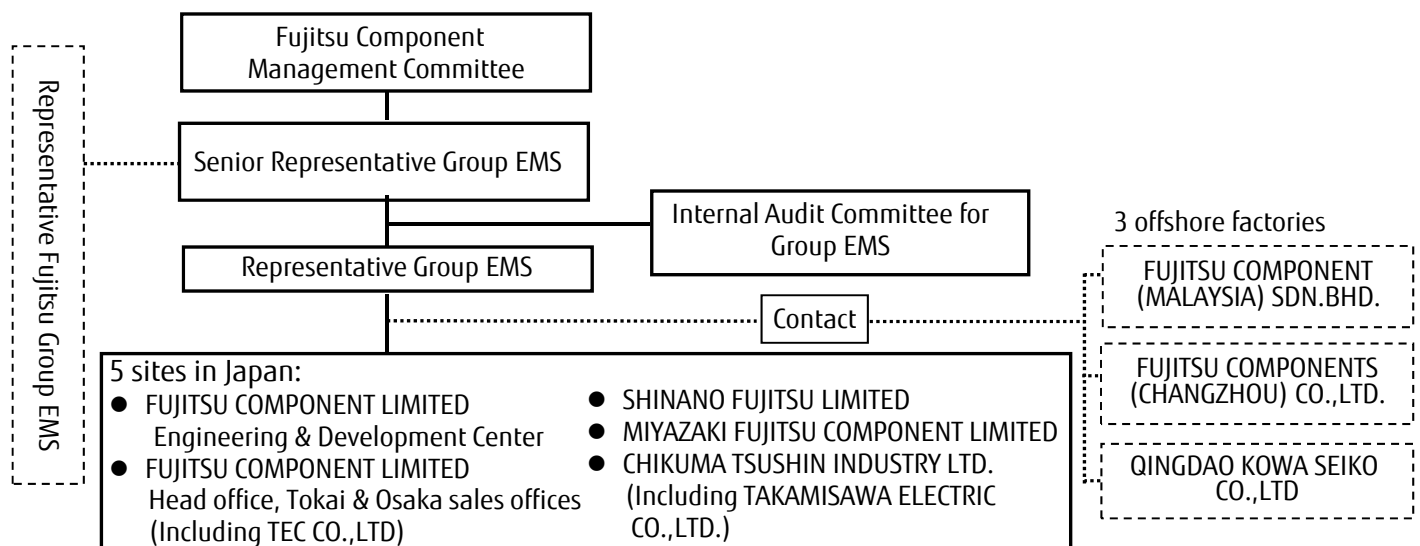 Fujitsu Component
Management Committee
Representative Fujitsu Group EMS
Senior Representative Group EMS
Internal Audit Committee for
Group EMS
Representative Group EMS
Contact
3 offshore factories
FUJITSU COMPONENT
(MALAYSIA) SDN.BHD.
FUJITSU COMPONENTS
(CHANGZHOU) CO.,LTD.
QINGDAO KOWA SEIKO
CO.,LTD
5 sites in Japan:
● FUJITSU COMPONENT LIMITED
Engineering & Development Center
● FUJITSU COMPONENT LIMITED
Head office, Tokai & Osaka sales offices
(Including TEC CO.,LTD)
● SHINANO FUJITSU LIMITED
● MIYAZAKI FUJITSU COMPONENT LIMITED
● CHIKUMA TSUSHIN INDUSTRY LTD.
(Including TAKAMISAWA ELECTRIC
CO.,LTD.)